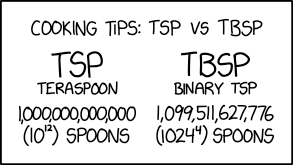 COOKING TIPS: TSP VS TBSP
TSP
TERASPOON
1,000,000,000,000
(10¹²) SPOONS
TBSP
BINARY TSP
1,099,511,627,776
(1024⁴) SPOONS